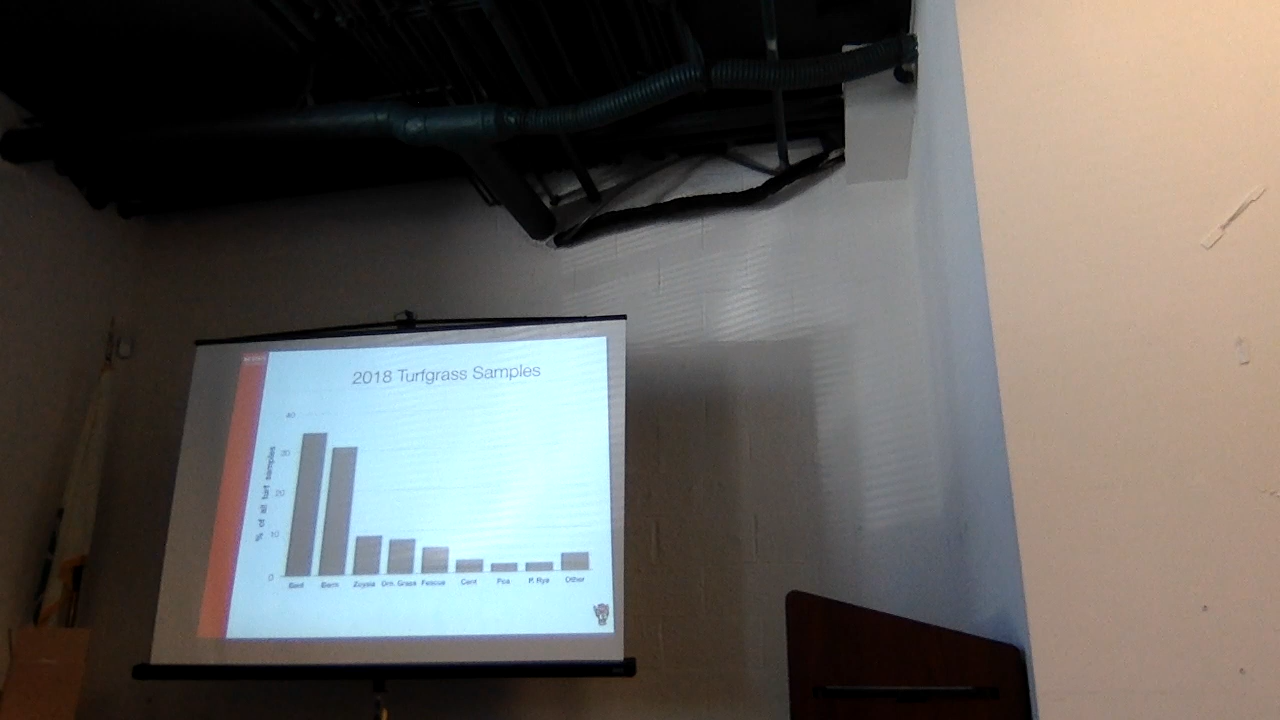 2018 Turfgrass Samples
% of all turf samples
40
30
20
10
0
Bent Berm Zoysia Orn. Grass Fescue Cent Poa P. Rye Other